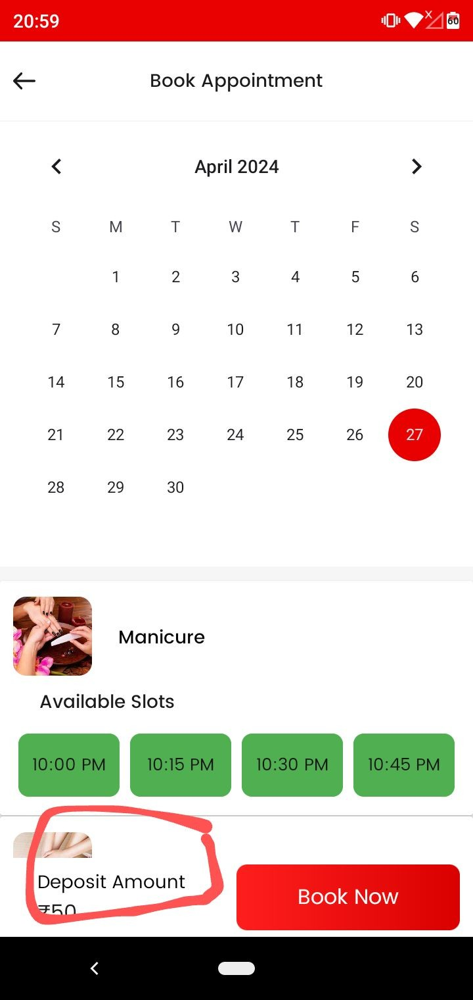 20:59
60
Book Appointment
April 2024
S M T W T F S
1 2 3 4 5 6
7 8 9 10 11 12 13
14 15 16 17 18 19 20
21 22 23 24 25 26 27
28 29 30
Manicure
Available Slots
10:00 PM 10:15 PM 10:30 PM 10:45 PM
Deposit Amount
₹50
Book Now